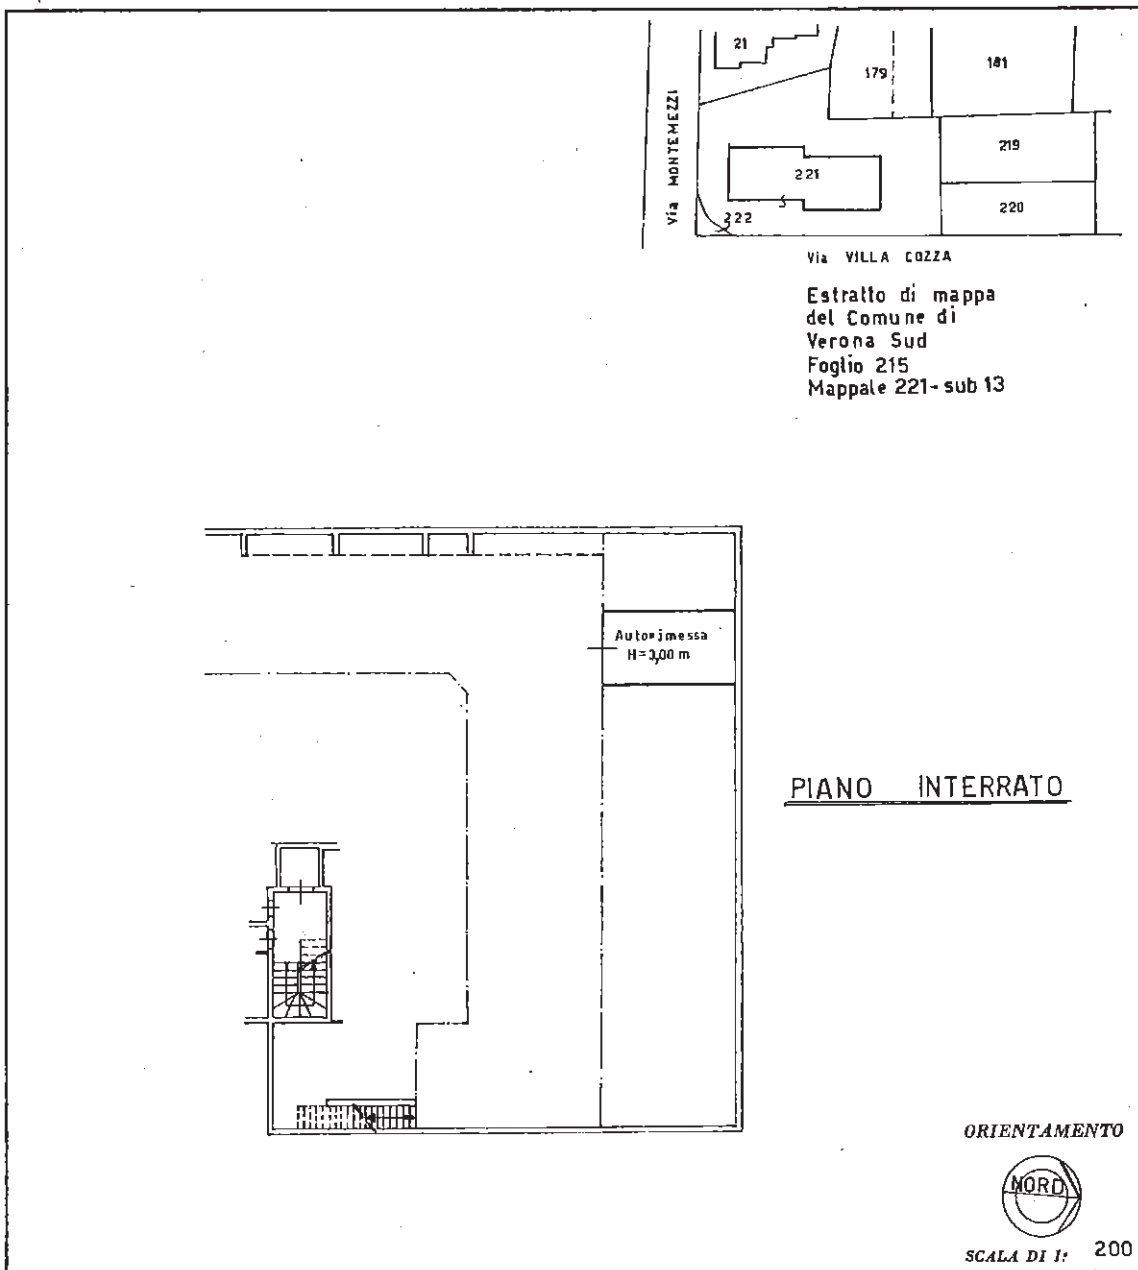 21
179
181
Via MONTEMEZZI
219
221
220
222
Via VILLA COZZA
Estratto di mappa
del Comune di
Verona Sud
Foglio 215
Mappale 221-sub 13
Autorimessa
H=3,00 m
PIANO INTERRATO
ORIENTAMENTO
NORD
SCALA DI 1: 200